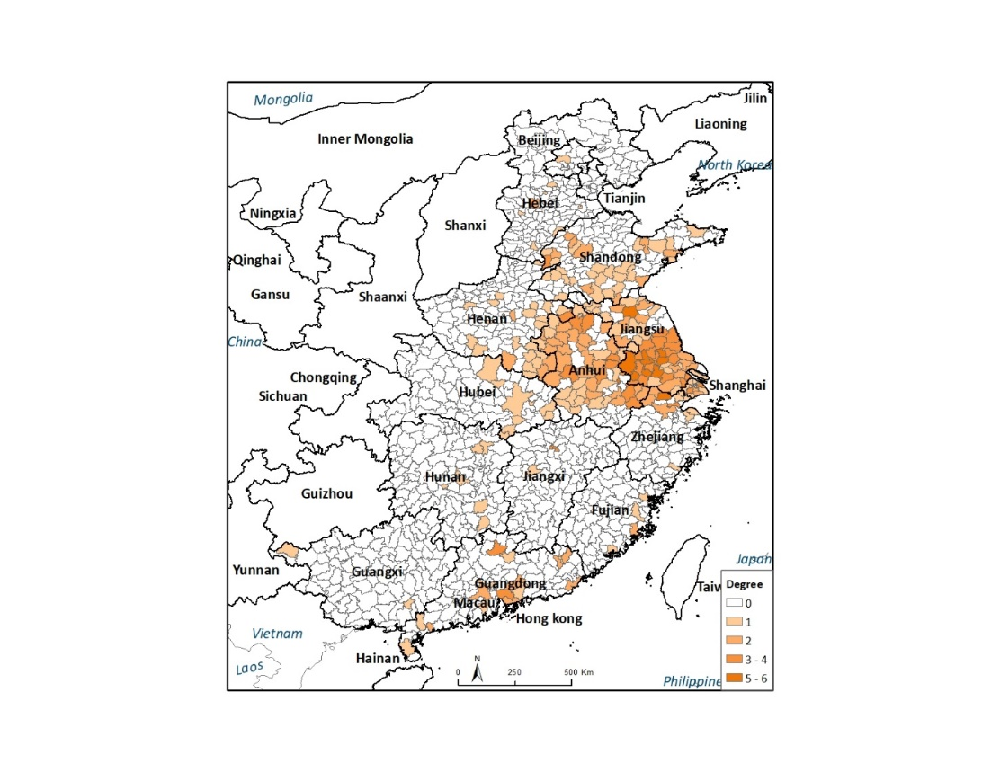 Mongolia
Jilin
Liaoning
Inner Mongolia
Beijing
North Korea
Tianjin
Hebei
Ningxia
Shanxi
Qinghai
Shandong
Gansu
Shaanxi
Henan
Jiangsu
China
Anhui
Chongqing
Shanghai
Sichuan
Hubei
Zhejiang
Hunan
Jiangxi
Guizhou
Fujian
Japan
Yunnan
Guangxi
Guangdong
Taiw
Macau
Hong kong
Vietnam
Hainan
Laos
Philippine
N
0 250 500 Km
Degree
0
1
2
3 - 4
5 - 6